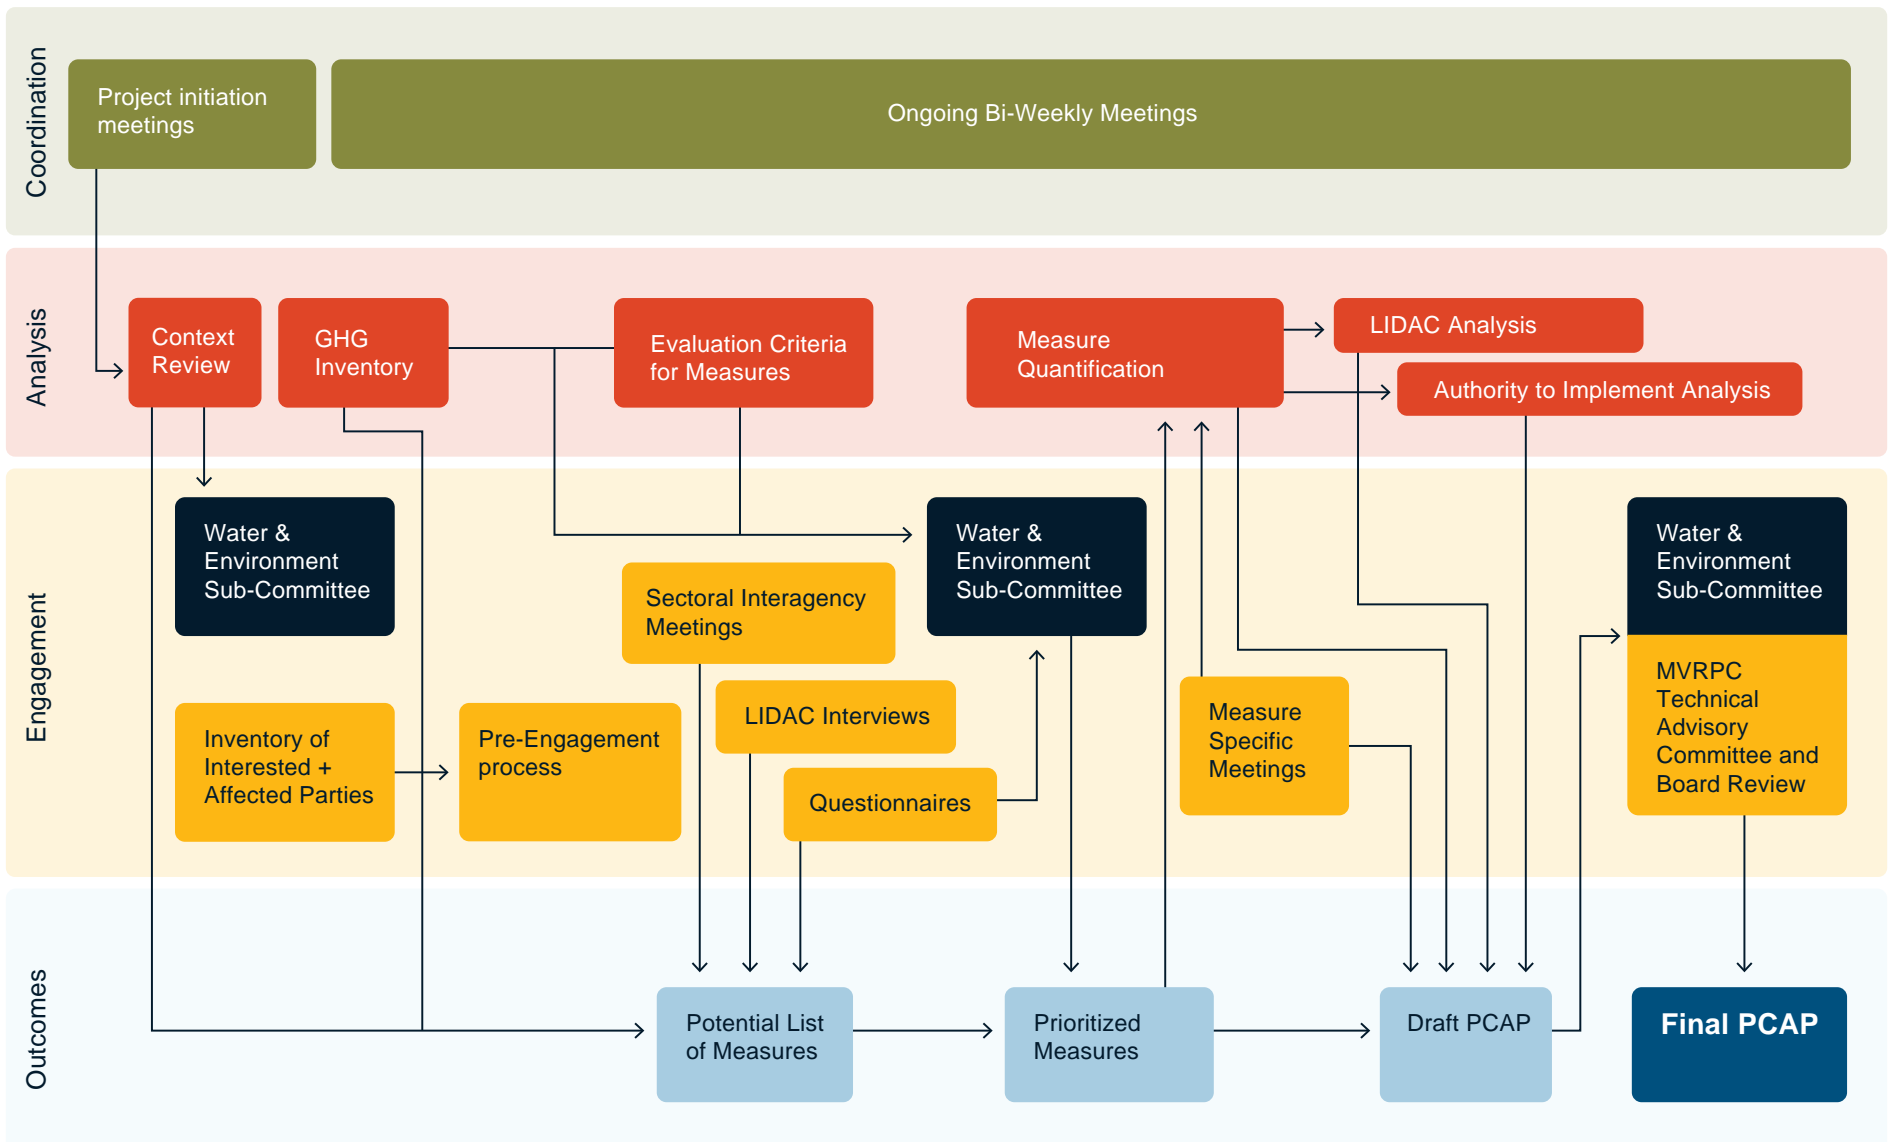 Coordination
Project initiation
meetings
Ongoing Bi-Weekly Meetings
Analysis
Context
Review
GHG
Inventory
Evaluation Criteria
for Measures
Measure
Quantification
LIDAC Analysis
Authority to Implement Analysis
Engagement
Water &
Environment
Sub-Committee
Inventory of
Interested +
Affected Parties
Pre-Engagement
process
Sectoral Interagency
Meetings
LIDAC Interviews
Questionnaires
Water &
Environment
Sub-Committee
Measure
Specific
Meetings
Water &
Environment
Sub-Committee
MVRPC
Technical
Advisory
Committee and
Board Review
Outcomes
Potential List
of Measures
Prioritized
Measures
Draft PCAP
Final PCAP